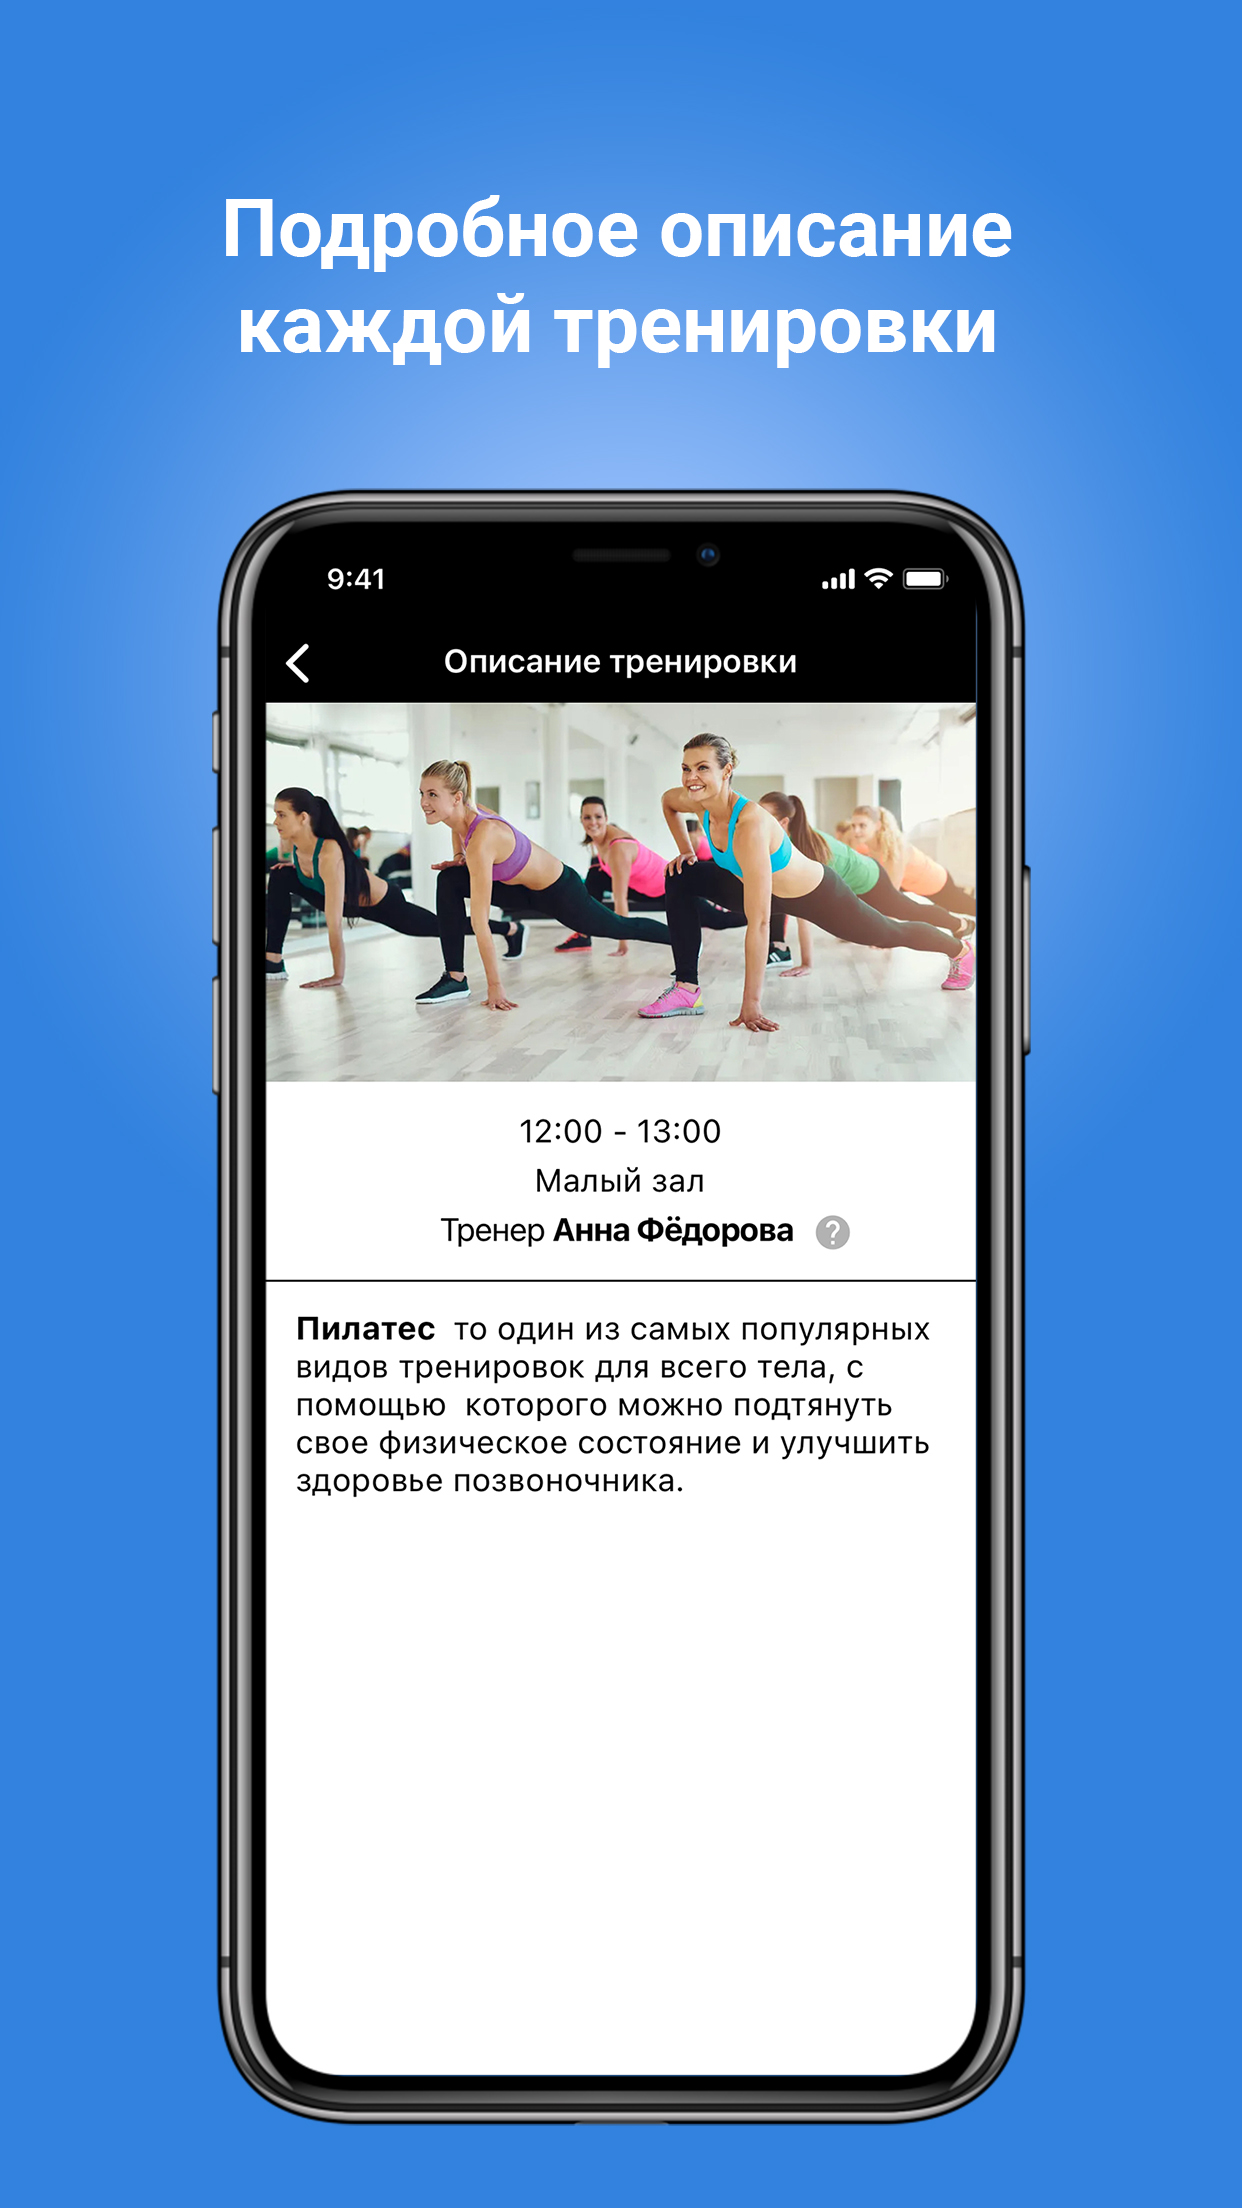 Подробное описание
каждой тренировки
9:41
Описание тренировки
12:00 - 13:00
Малый зал
Тренер Анна Фёдорова ?
Пилатес то один из самых популярных
видов тренировок для всего тела, с
помощью которого можно подтянуть
свое физическое состояние и улучшить
здоровье позвоночника.